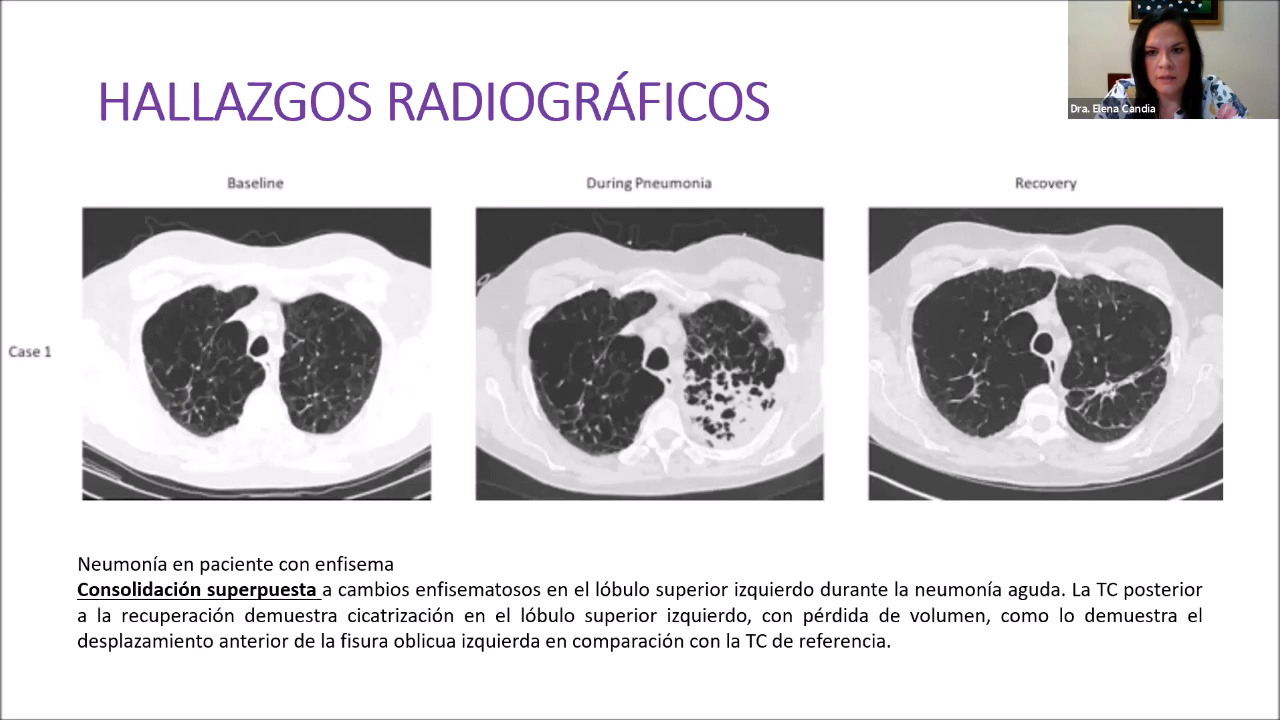 HALLAZGOS RADIOGRÁFICOS
Dra. Elena Candia
Baseline
During Pneumonia
Recovery
Case 1
Neumonía en paciente con enfisema
Consolidación superpuesta a cambios enfisematosos en el lóbulo superior izquierdo durante la neumonía aguda. La TC posterior
a la recuperación demuestra cicatrización en el lóbulo superior izquierdo, con pérdida de volumen, como lo demuestra el
desplazamiento anterior de la fisura oblicua izquierda en comparación con la TC de referencia.